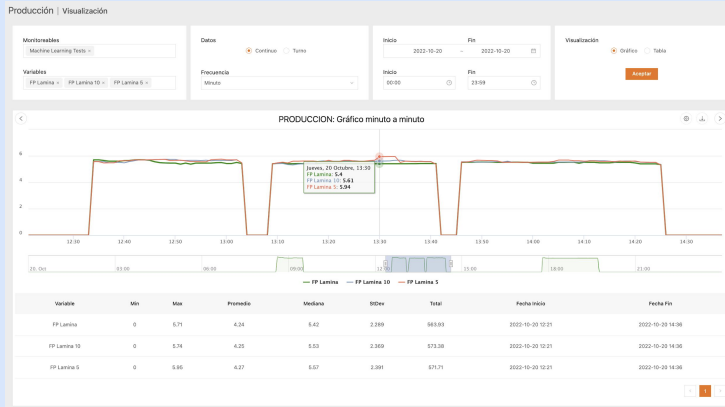 Producción | Visualización
Monitoreables
Machine Learning Tests ×
Variables
FP Lamina × FP Lamina 10 × FP Lamina 5 ×
Datos
Continuo Turno
Frecuencia
Minuto
Inicio Fin
2022-10-20 ~ 2022-10-20
Inicio Fin
00:00 23:59
Visualización
Gráfico Tabla
Aceptar
PRODUCCION: Gráfico minuto a minuto
6
4
2
0
Jueves, 20 Octubre, 13:30
FP Lamina: 5.4
FP Lamina 10: 5.61
FP Lamina 5: 5.94
12:30 12:40 12:50 13:00 13:10 13:20 13:30 13:40 13:50 14:00 14:10 14:20 14:30
20. Oct 03:00 06:00 09:00 12:00 15:00 18:00 21:00
FP Lamina FP Lamina 10 FP Lamina 5
Variable Min Max Promedio Mediana StDev Total Fecha Inicio Fecha Fin
FP Lamina 0 5.71 4.24 5.42 2.289 563.93 2022-10-20 12:21 2022-10-20 14:36
FP Lamina 10 0 5.74 4.25 5.53 2.369 573.38 2022-10-20 12:21 2022-10-20 14:36
FP Lamina 5 0 5.95 4.27 5.57 2.391 571.71 2022-10-20 12:21 2022-10-20 14:36
1